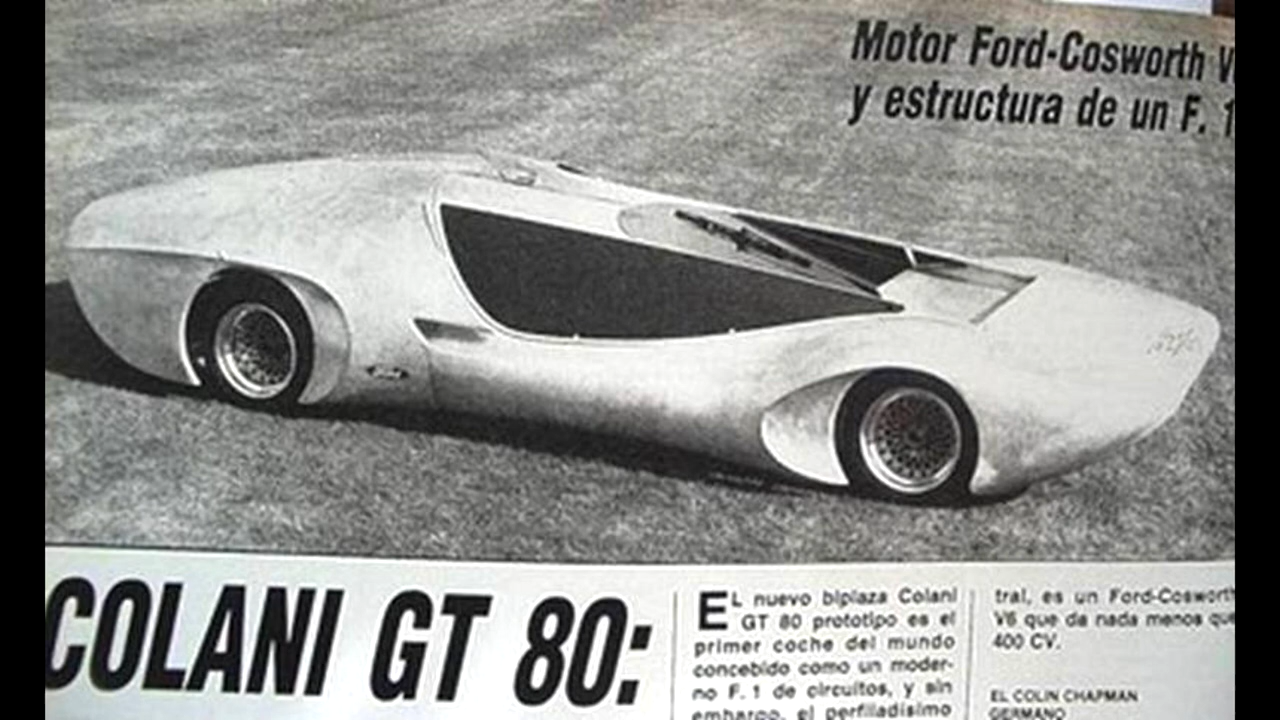 Motor Ford-Cosworth
y estructura de un F. 1
COLANI GT 80:
EL nuevo biplaza Colani
GT 80 prototipo es el
primer coche del mundo
concebido como un moder-
no F. 1 de circuitos, y sin
embargo, el perfiladísimo
tral, es un Ford-Cosworth
V6 que da nada menos que
400 CV.
EL COLIN CHAPMAN
GERMANO